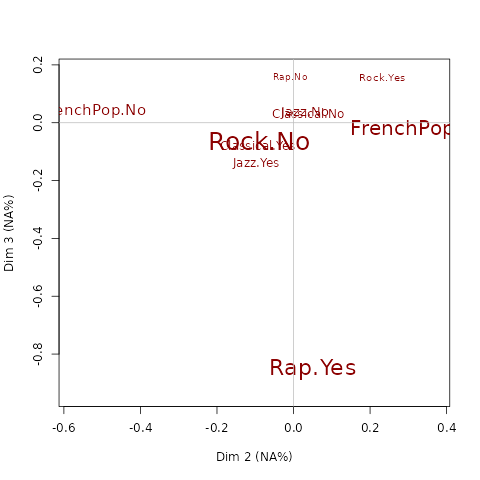 0.2
Rap.No
Rock.Yes
enchPop.No
Jazz.No
Classical.No
0.0
FrenchPop
Rock.No
Classical.Yes
Jazz.Yes
-0.2
-0.4
Dim 3 (NA%)
-0.6
-0.8
Rap.Yes
-0.6 -0.4 -0.2 0.0 0.2 0.4
Dim 2 (NA%)